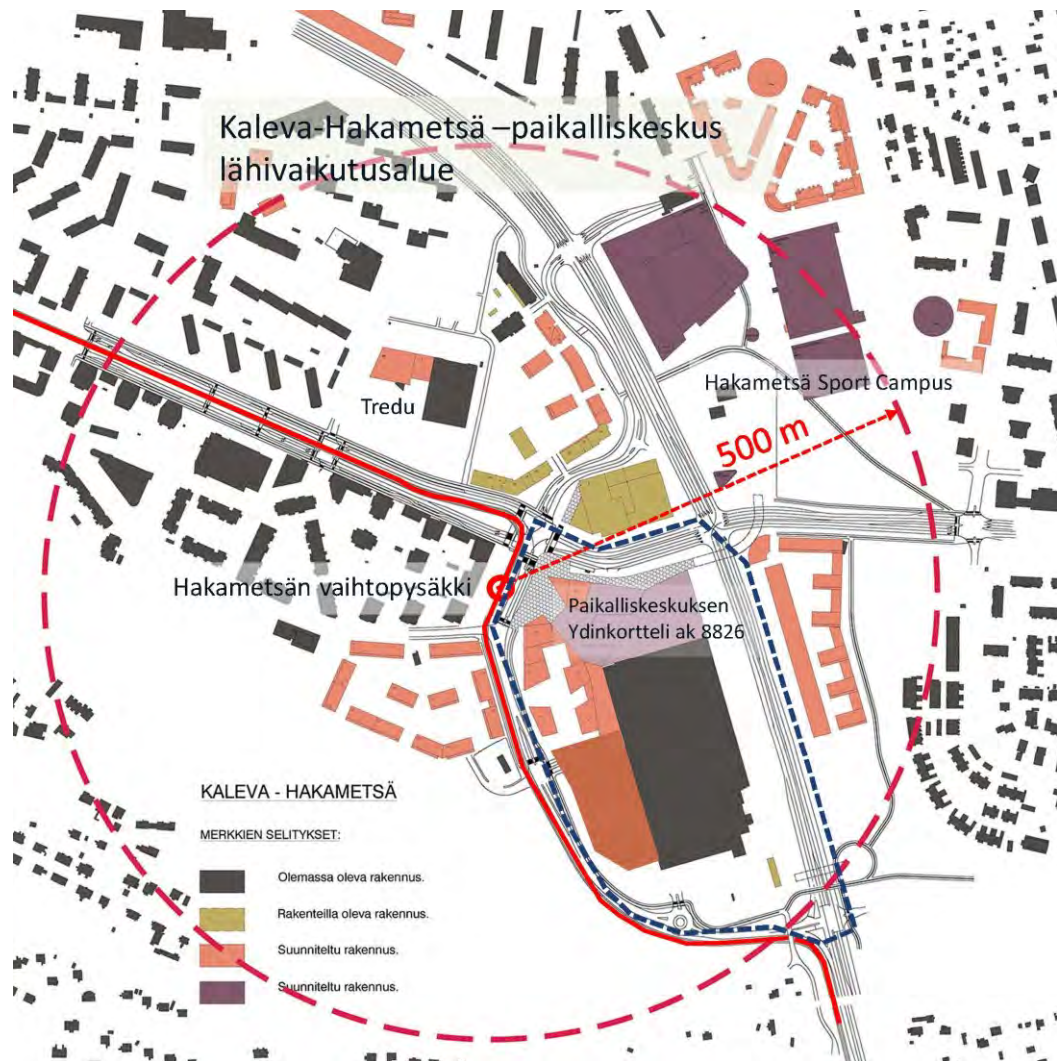 Kaleva-Hakametsä –paikalliskeskus
lähivaikutusalue
Hakametsä Sport Campus
Tredu
500 m
Hakametsän vaihtopysäkki
Paikalliskeskuksen
Ydinkortteli ak 8826
KALEVA - HAKAMETSÄ
MERKKIEN SELITYKSET:
Olemassa oleva rakennus.
Rakenteilla oleva rakennus.
Suunniteltu rakennus.
Suunniteltu rakennus.